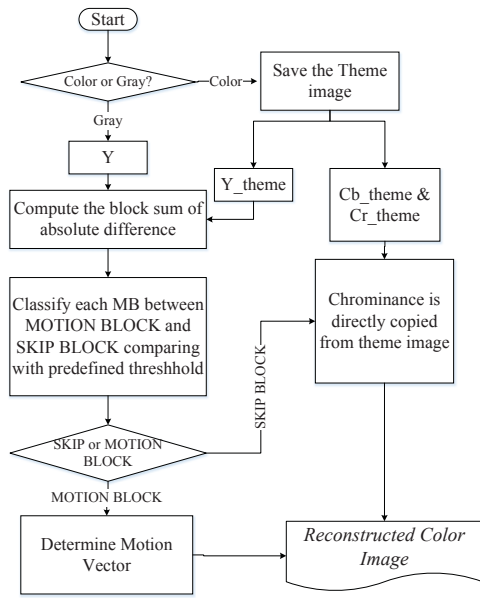 Start
Color or Gray?
Color
Save the Theme
image
Gray
Y
Y_theme
Cb_theme &
Cr_theme
Compute the block sum of
absolute difference
Classify each MB between
MOTION BLOCK and
SKIP BLOCK comparing
with predefined threshhold
Chrominance is
directly copied
from theme image
SKIP BLOCK
SKIP or MOTION
BLOCK
MOTION BLOCK
Determine Motion
Vector
Reconstructed Color
Image